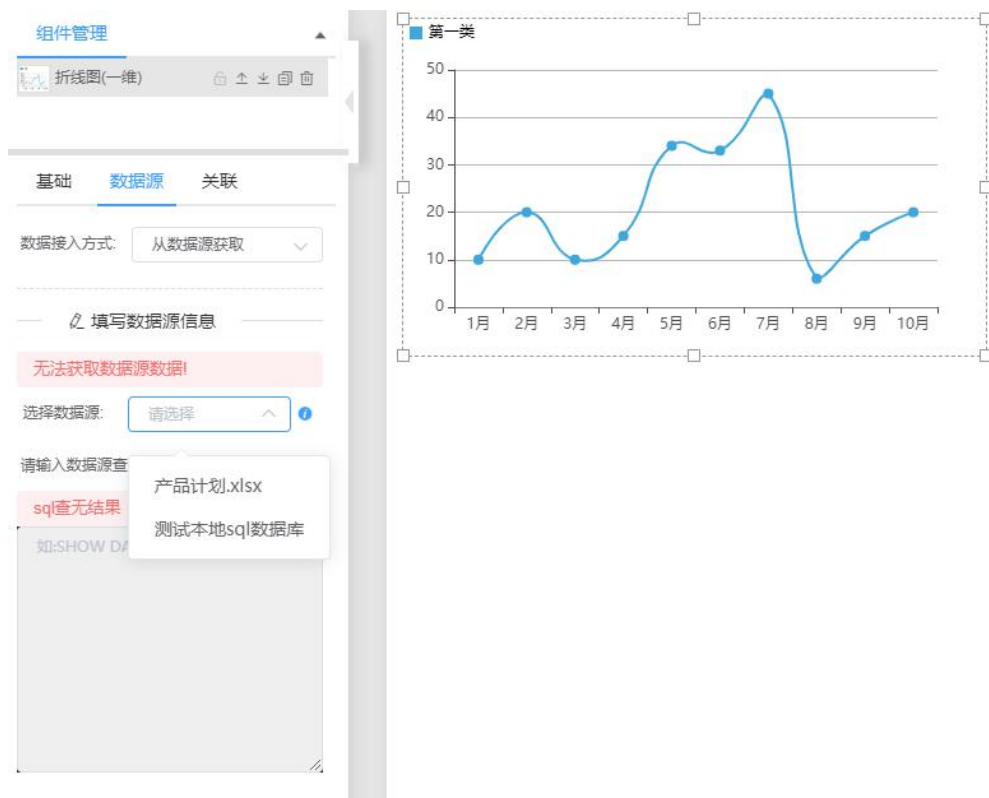 组件管理
折线图(一维)
基础 数据源 关联
数据接入方式: 从数据源获取
填写数据源信息
无法获取数据源数据!
选择数据源: 请选择
请输入数据源查
产品计划.xlsx
sql查无结果
测试本地sql数据库
如:SHOW DA
第一类
50
40
30
20
10
0
1月 2月 3月 4月 5月 6月 7月 8月 9月 10月